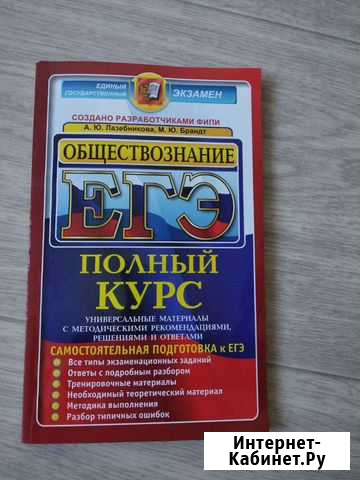 ЕДИНЫЙ
ГОСУДАРСТВЕННЫЙ
ЭКЗАМЕН
СОЗДАНО РАЗРАБОТЧИКАМИ ФИПИ
А. Ю. Лазебникова, М. Ю. Брандт
ОБЩЕСТВОЗНАНИЕ
ЕГЭ
ПОЛНЫЙ
КУРС
УНИВЕРСАЛЬНЫЕ МАТЕРИАЛЫ
С МЕТОДИЧЕСКИМИ РЕКОМЕНДАЦИЯМИ,
РЕШЕНИЯМИ И ОТВЕТАМИ
САМОСТОЯТЕЛЬНАЯ ПОДГОТОВКА К ЕГЭ
• Все типы экзаменационных заданий
• Ответы с подробным разбором
• Тренировочные материалы
• Необходимый теоретический материал
• Методика выполнения
• Разбор типичных ошибок
Интернет-
Кабинет.Ру